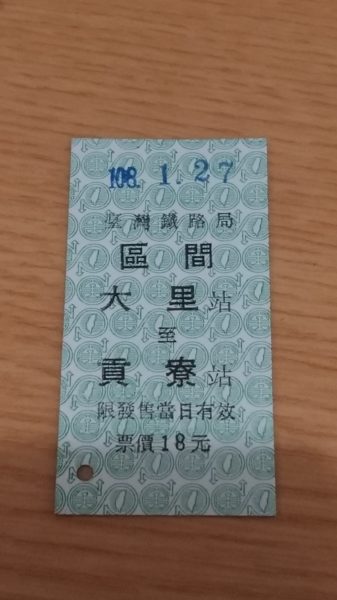 108. 1. 27
臺灣鐵路局
區間
大里站
至
貢寮站
限發售當日有效
票價18元